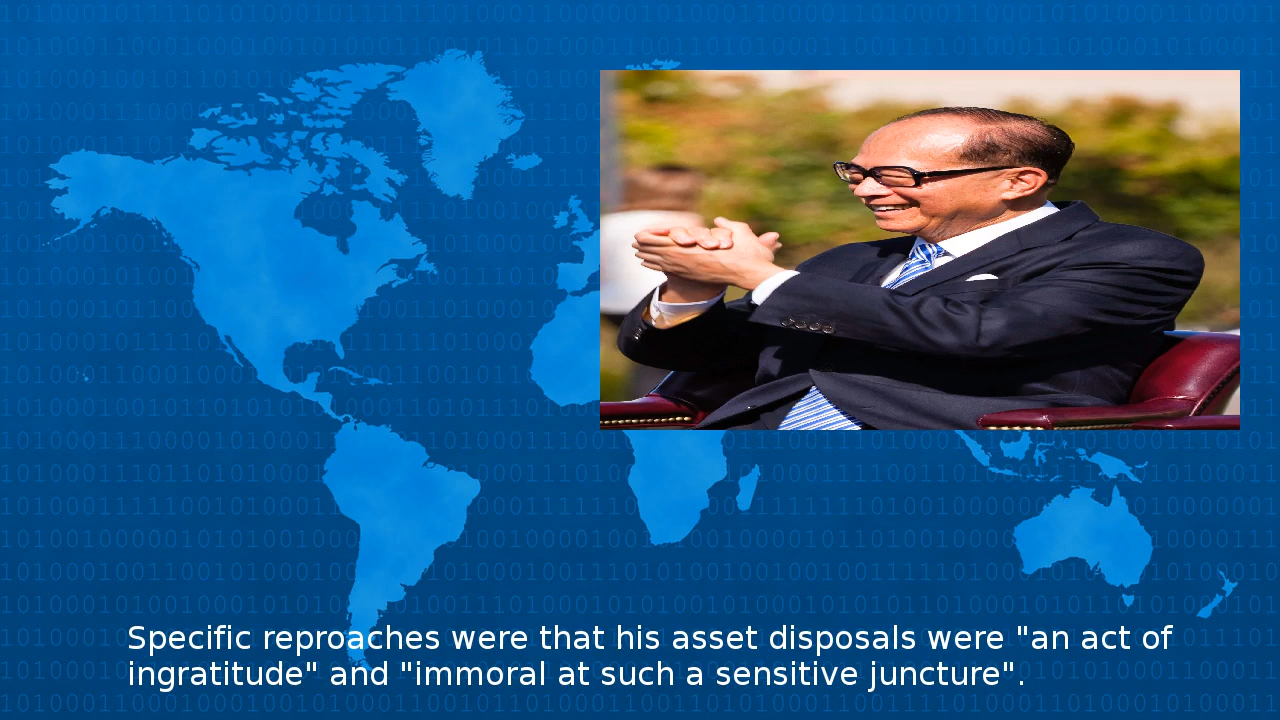 Specific reproaches were that his asset disposals were "an act of
ingratitude" and "immoral at such a sensitive juncture".